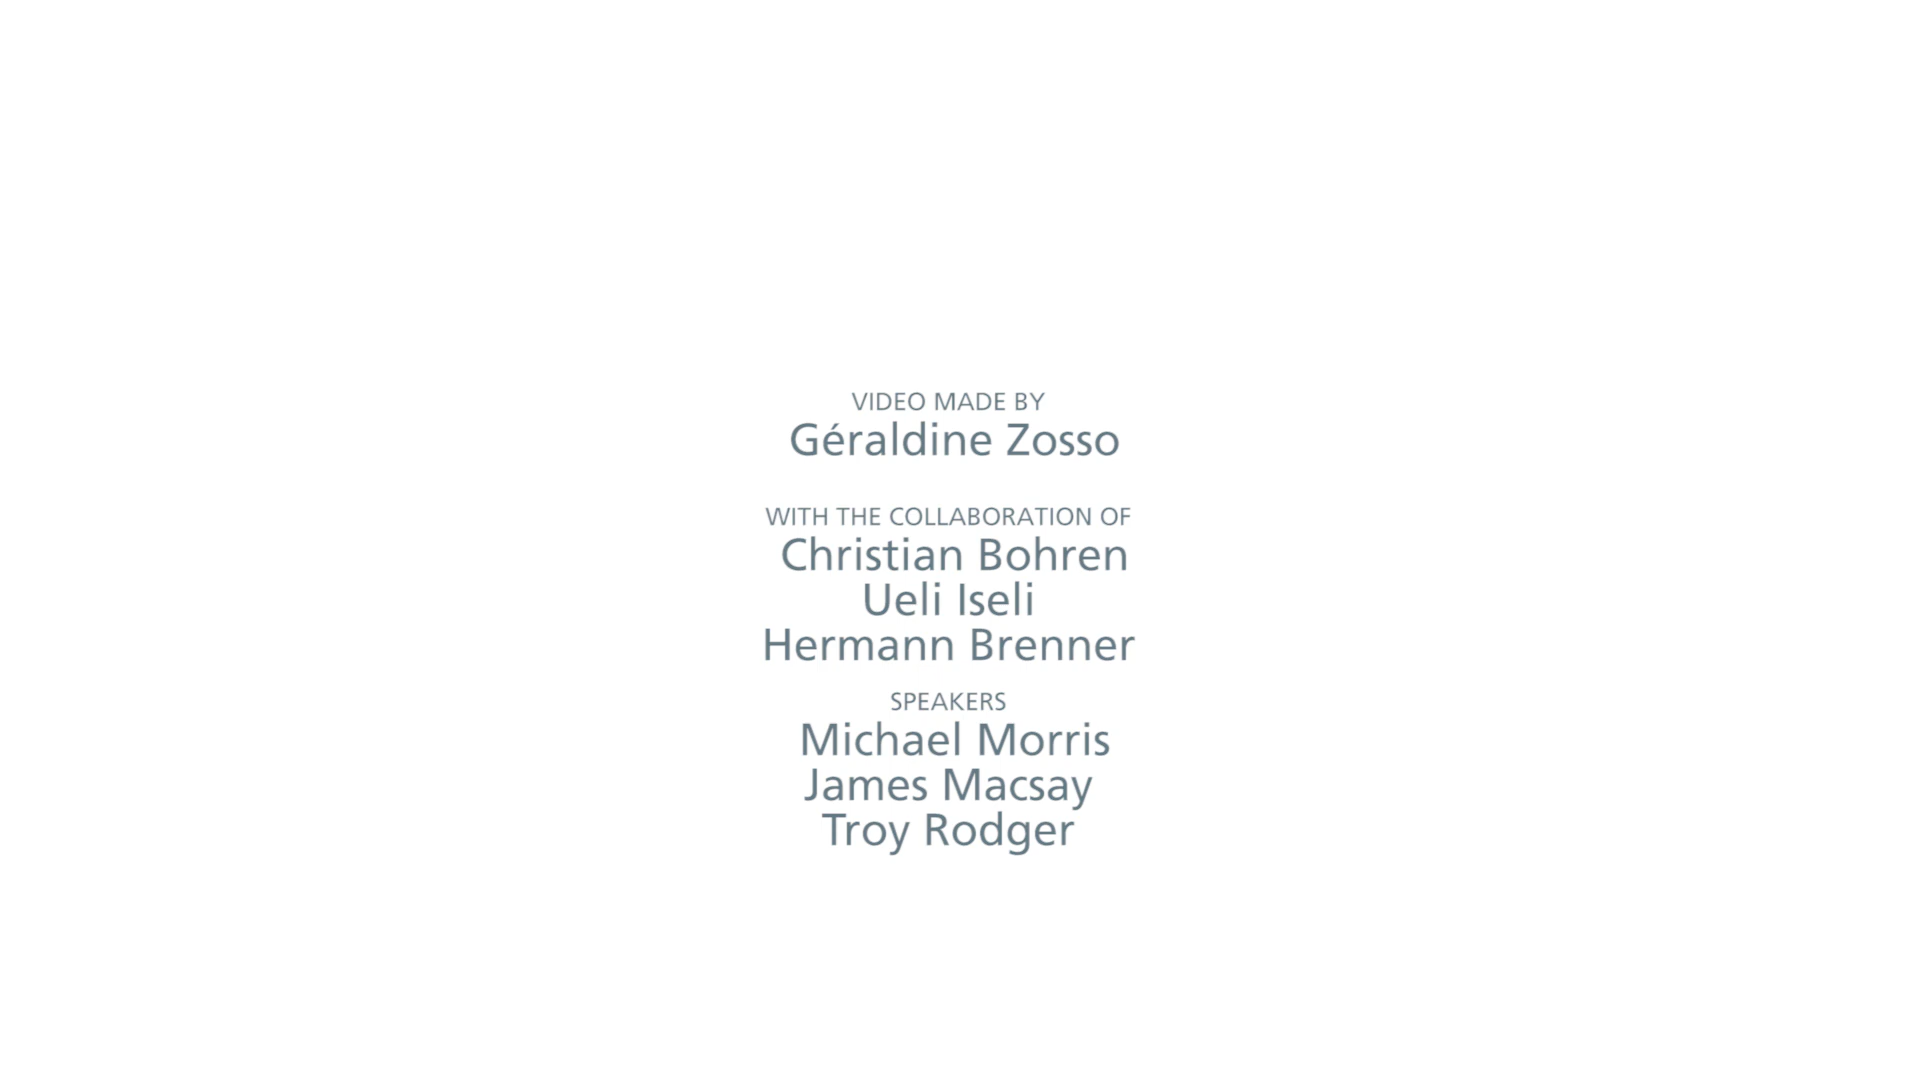 VIDEO MADE BY
Géraldine Zosso
WITH THE COLLABORATION OF
Christian Bohren
Ueli Iseli
Hermann Brenner
SPEAKERS
Michael Morris
James Macsay
Troy Rodger